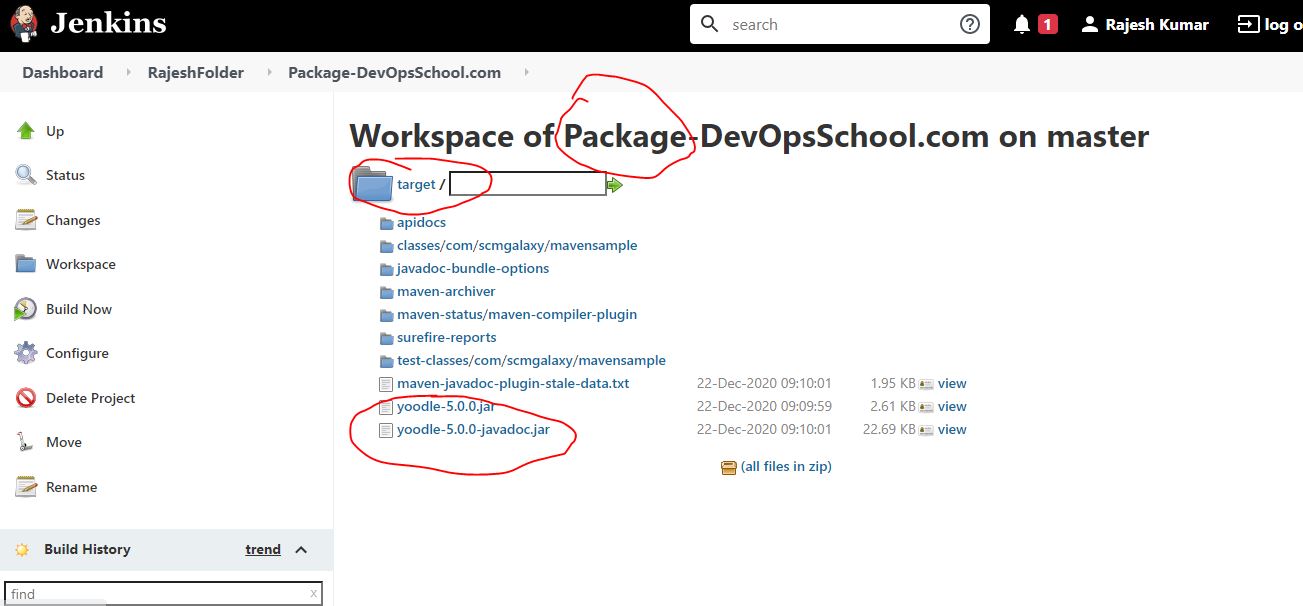 Jenkins
search
1
Rajesh Kumar
log o
Dashboard
RajeshFolder
Package-DevOpsSchool.com
Up
Status
Changes
Workspace
Build Now
Configure
Delete Project
Move
Rename
Build History
trend
find
x
Workspace of Package-DevOpsSchool.com on master
target /
apidocs
classes/com/scmgalaxy/mavensample
javadoc-bundle-options
maven-archiver
maven-status/maven-compiler-plugin
surefire-reports
test-classes/com/scmgalaxy/mavensample
maven-javadoc-plugin-stale-data.txt 22-Dec-2020 09:10:01 1.95 KB view
yoodle-5.0.0.jar 22-Dec-2020 09:09:59 2.61 KB view
yoodle-5.0.0-javadoc.jar 22-Dec-2020 09:10:01 22.69 KB view
(all files in zip)